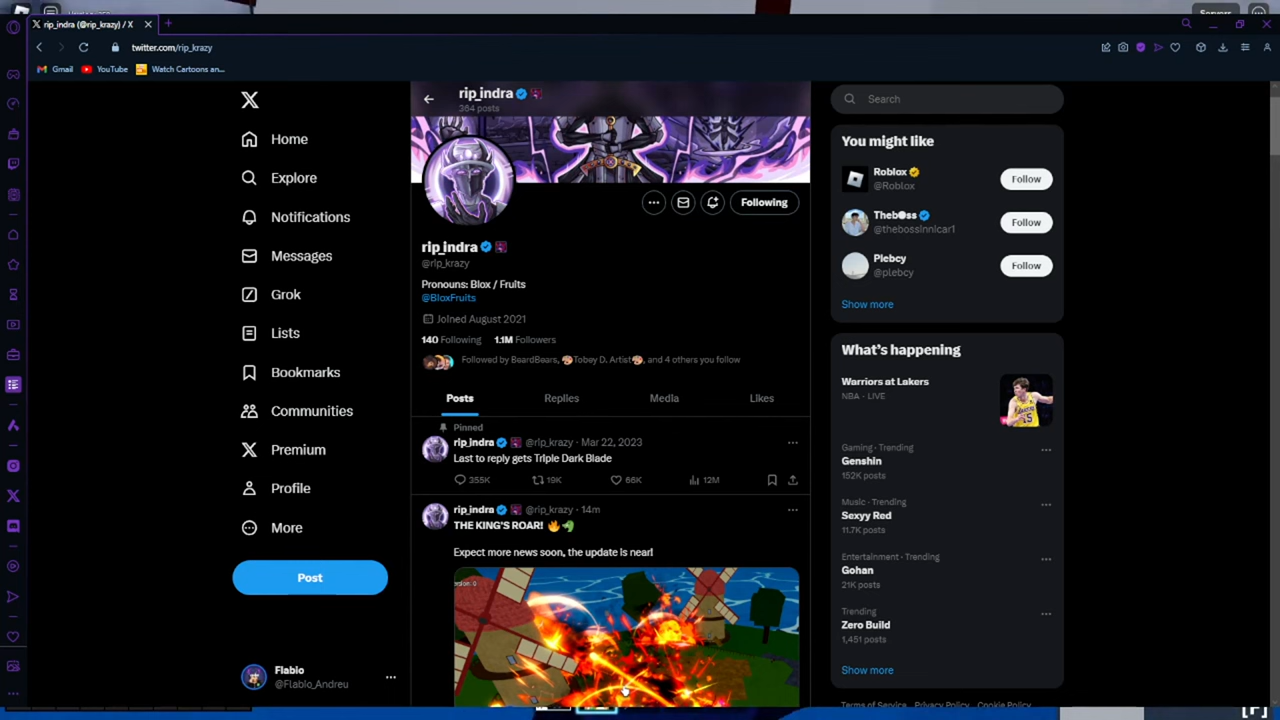 Servers
rip_indra (@rip_krazy) / X
twitter.com/rip_krazy
Gmail
YouTube
Watch Cartoons an...
X
Home
Explore
Notifications
Messages
Grok
Lists
Bookmarks
Communities
Premium
Profile
More
Post
Flabio
@Flabio_Andreu
rip_indra
364 posts
Following
rip_indra
@rip_krazy
Pronouns: Blox / Fruits
@BloxFruits
Joined August 2021
140 Following 1.1M Followers
Followed by BeardBears, 🎨Tobey D. Artist🎨, and 4 others you follow
Posts Replies Media Likes
Pinned
rip_indra @rip_krazy · Mar 22, 2023
Last to reply gets Triple Dark Blade
355K 19K 66K 12M
rip_indra @rip_krazy · 14m
THE KING'S ROAR! 🔥🐲
Expect more news soon, the update is near!
Search
You might like
Roblox
@Roblox
Follow
Theb@ss
@thebossinnicar1
Follow
Plebcy
@plebcy
Follow
Show more
What's happening
Warriors at Lakers
NBA · LIVE
Gaming · Trending
Genshin
152K posts
Music · Trending
Sexyy Red
11.7K posts
Entertainment · Trending
Gohan
21K posts
Trending
Zero Build
1,451 posts
Show more
Terms of Service Privacy Policy Cookie Policy
[F]